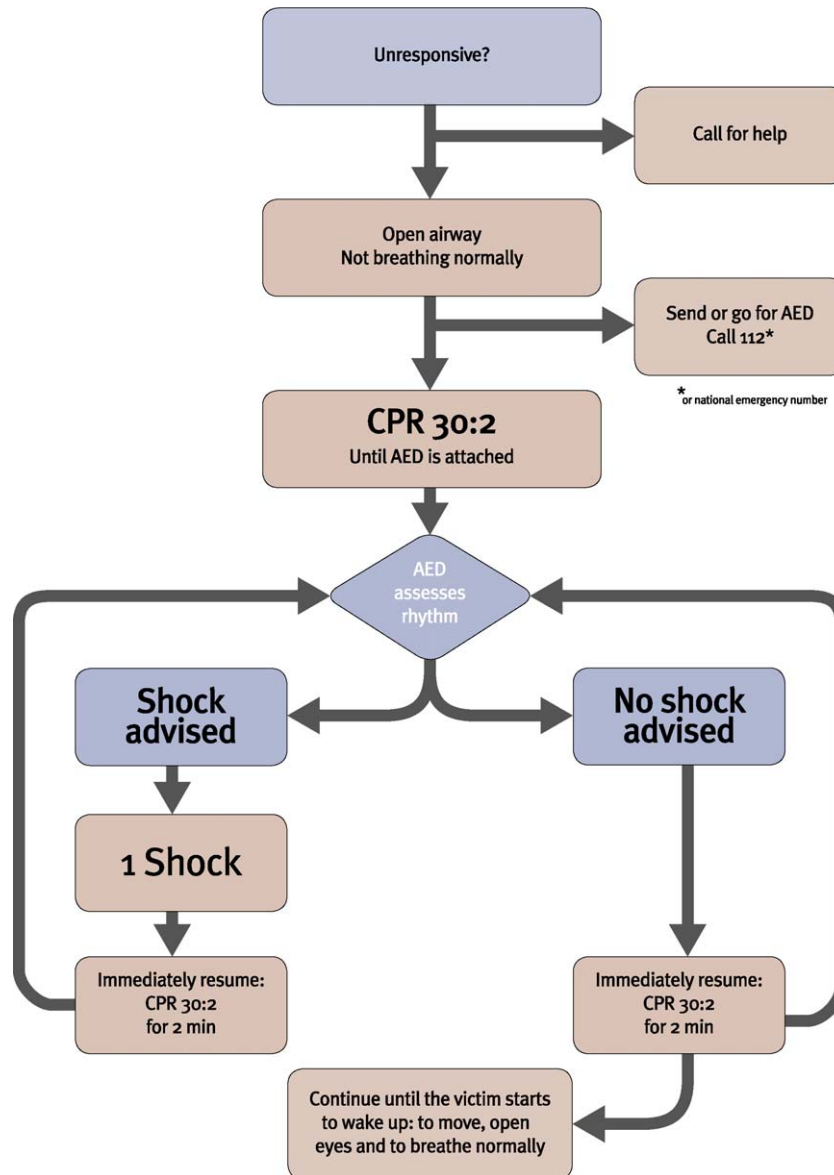 Unresponsive?
Call for help
Open airway
Not breathing normally
Send or go for AED
Call 112*
*or national emergency number
CPR 30:2
Until AED is attached
AED
assesses
rhythm
Shock
advised
No shock
advised
1 Shock
Immediately resume:
CPR 30:2
for 2 min
Immediately resume:
CPR 30:2
for 2 min
Continue until the victim starts
to wake up: to move, open
eyes and to breathe normally